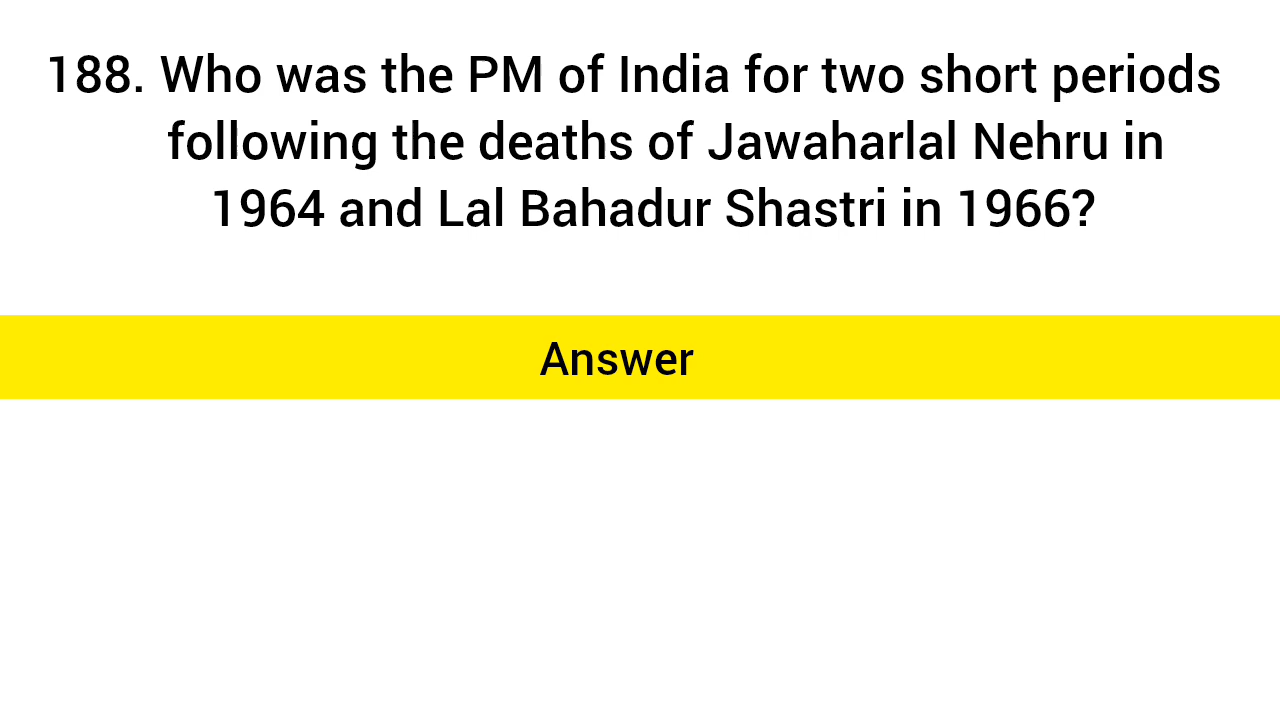 188. Who was the PM of India for two short periods
following the deaths of Jawaharlal Nehru in
1964 and Lal Bahadur Shastri in 1966?
Answer